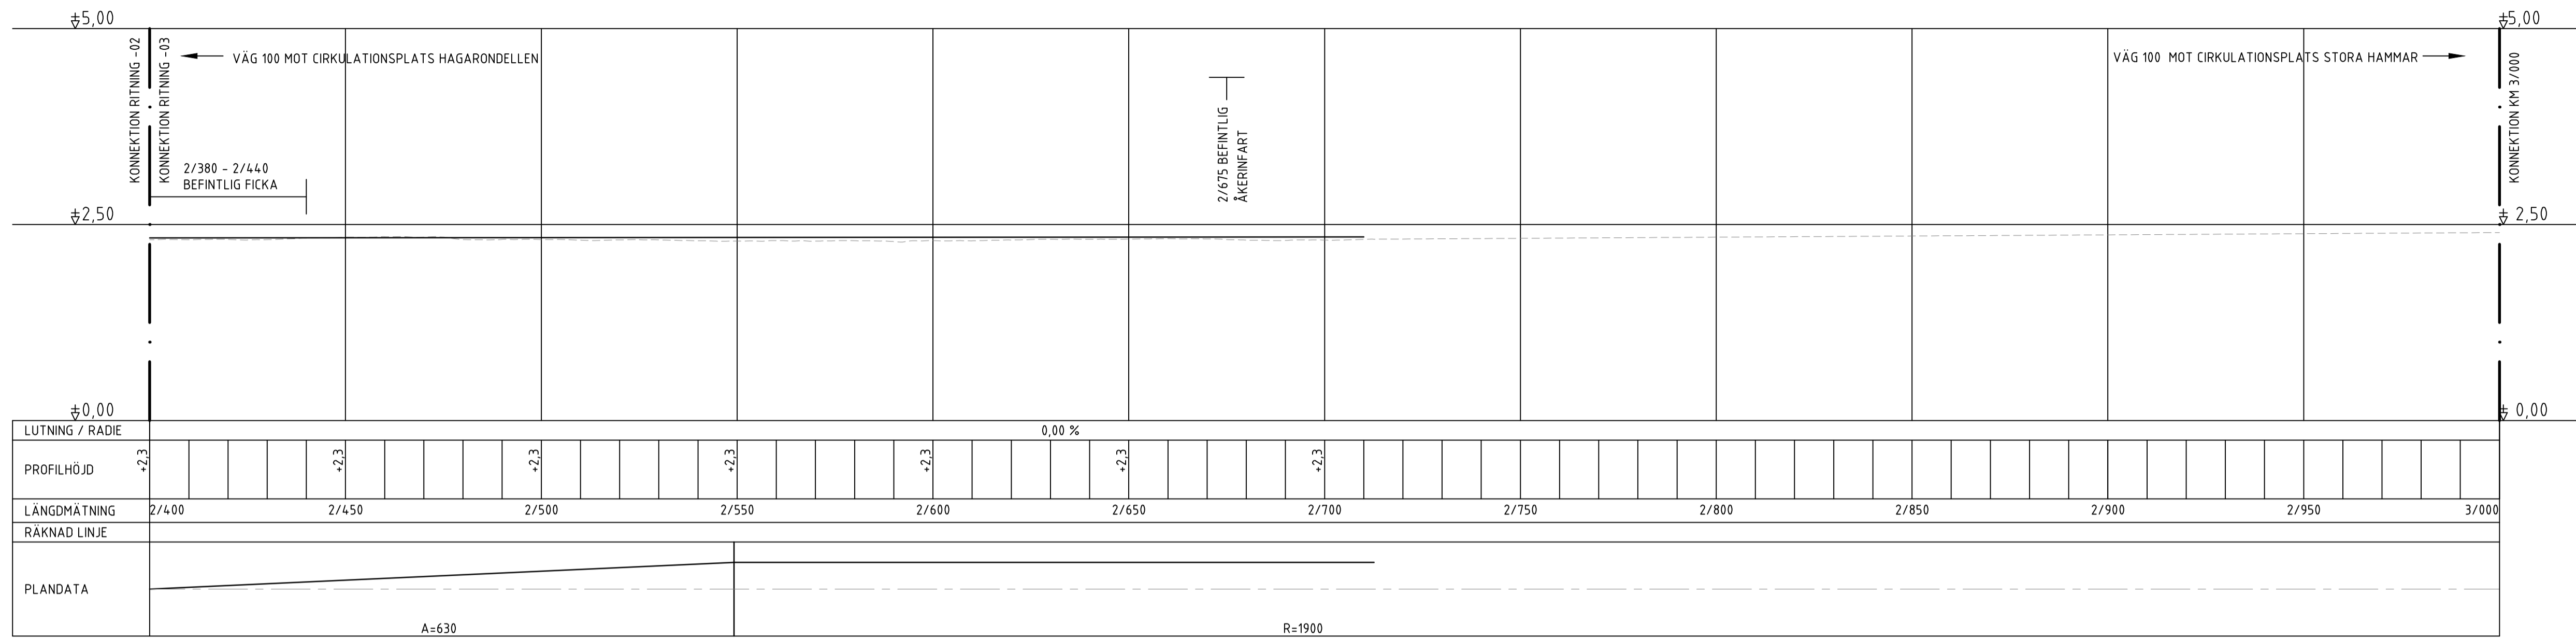 ±5,00
±5,00
KONNEKTION RITNING -02
KONNEKTION RITNING -03
VÄG 100 MOT CIRKULATIONSPLATS HAGARONDELLEN
VÄG 100 MOT CIRKULATIONSPLATS STORA HAMMAR
KONNEKTION KM 3/000
2/380 - 2/440
BEFINTLIG FICKA
2/675 BEFINTLIG
ÅKERINFART
±2,50
± 2,50
±0,00
± 0,00
LUTNING / RADIE
0,00 %
PROFILHÖJD
+2,3
+2,3
+2,3
+2,3
+2,3
+2,3
+2,3
LÄNGDMÄTNING
2/400
2/450
2/500
2/550
2/600
2/650
2/700
2/750
2/800
2/850
2/900
2/950
3/000
RÄKNAD LINJE
PLANDATA
A=630
R=1900